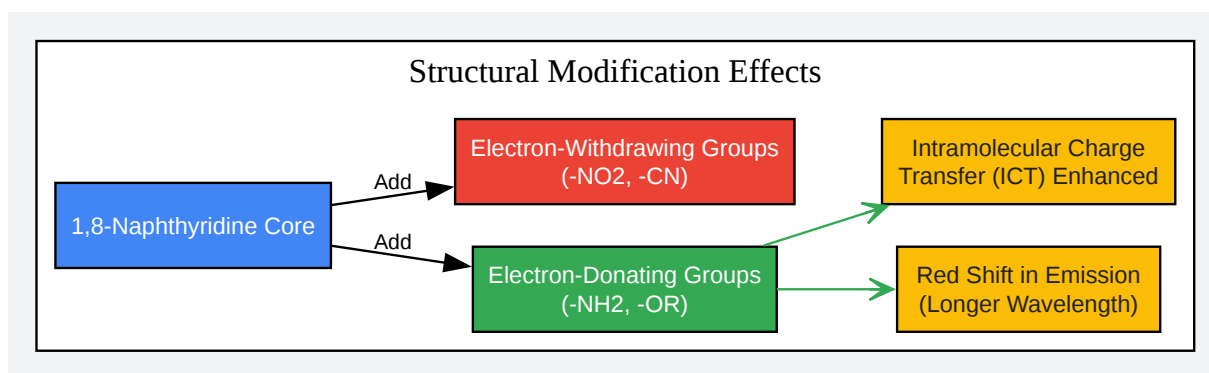 Structural Modification Effects
1,8-Naphthyridine Core
Add
Add
Electron-Withdrawing Groups
(-NO2, -CN)
Electron-Donating Groups
(-NH2, -OR)
Intramolecular Charge
Transfer (ICT) Enhanced
Red Shift in Emission
(Longer Wavelength)